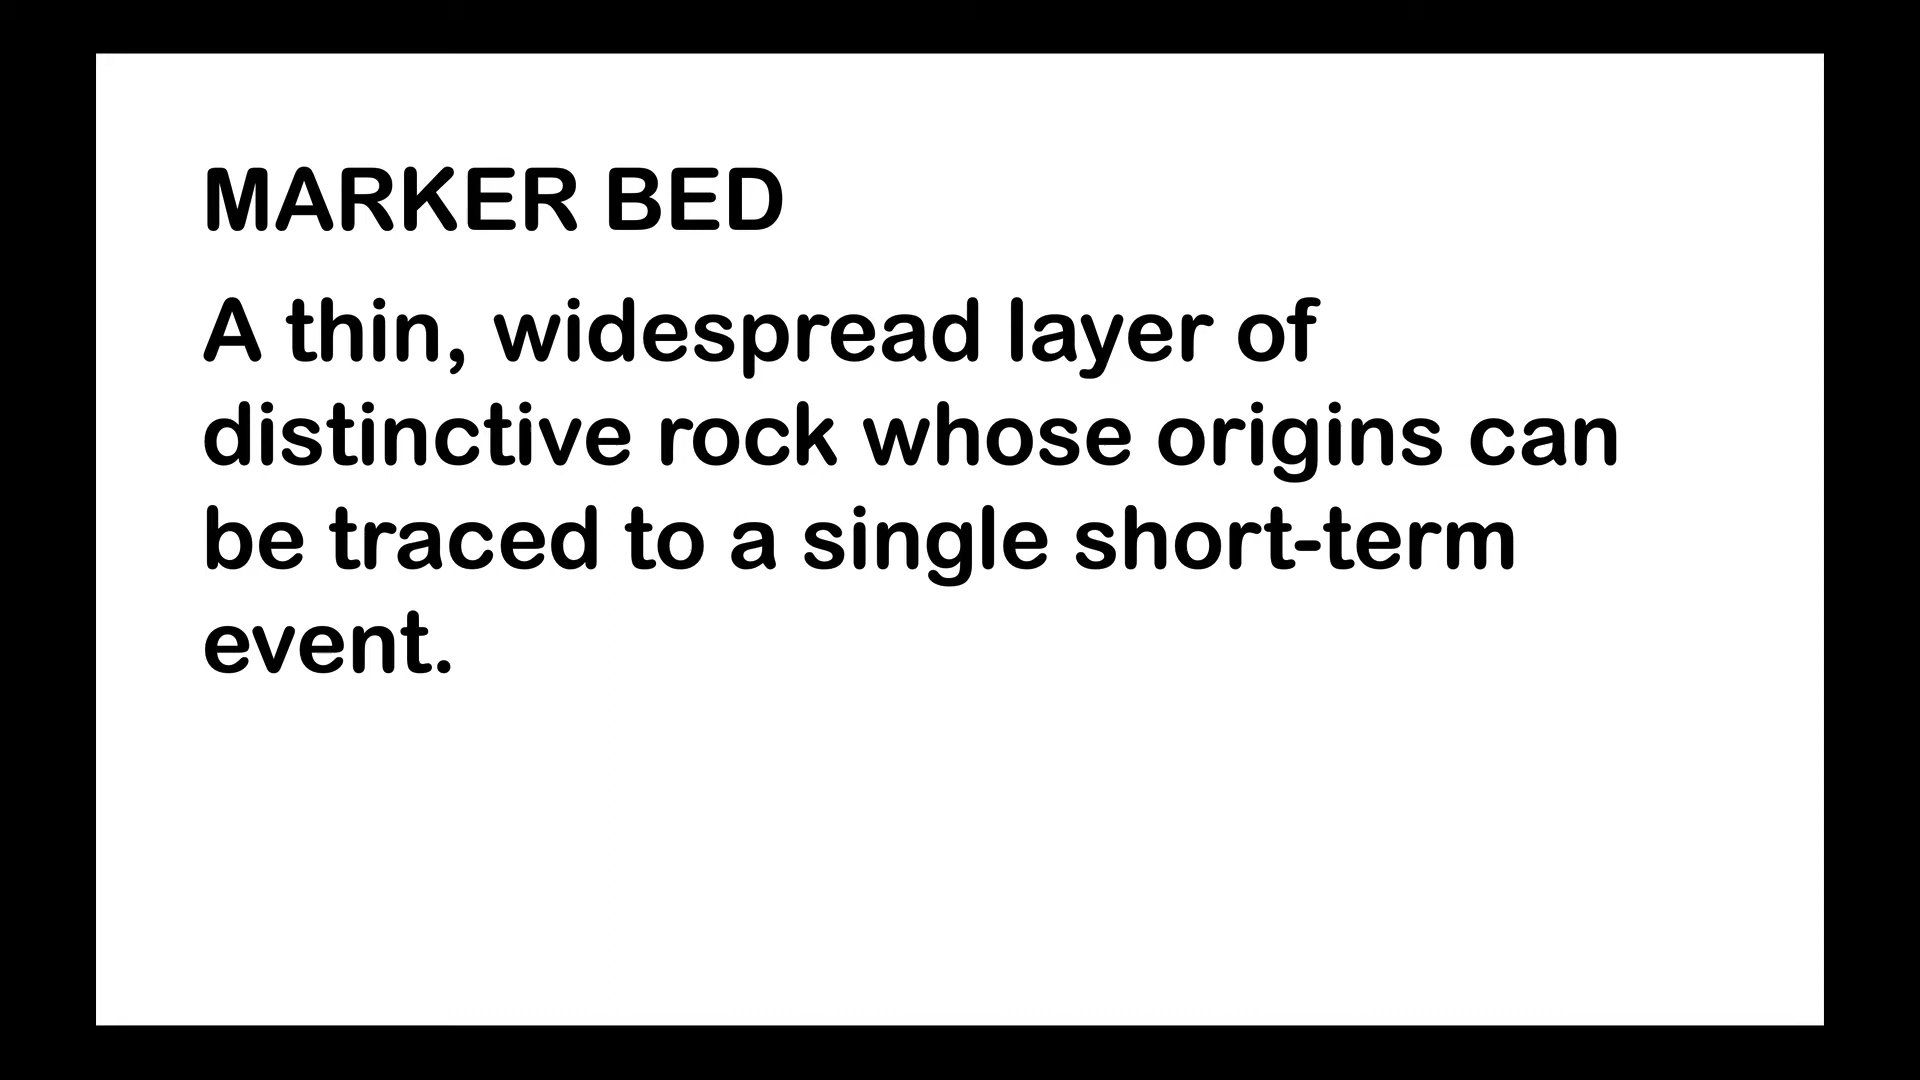 MARKER BED
A thin, widespread layer of
distinctive rock whose origins can
be traced to a single short-term
event.